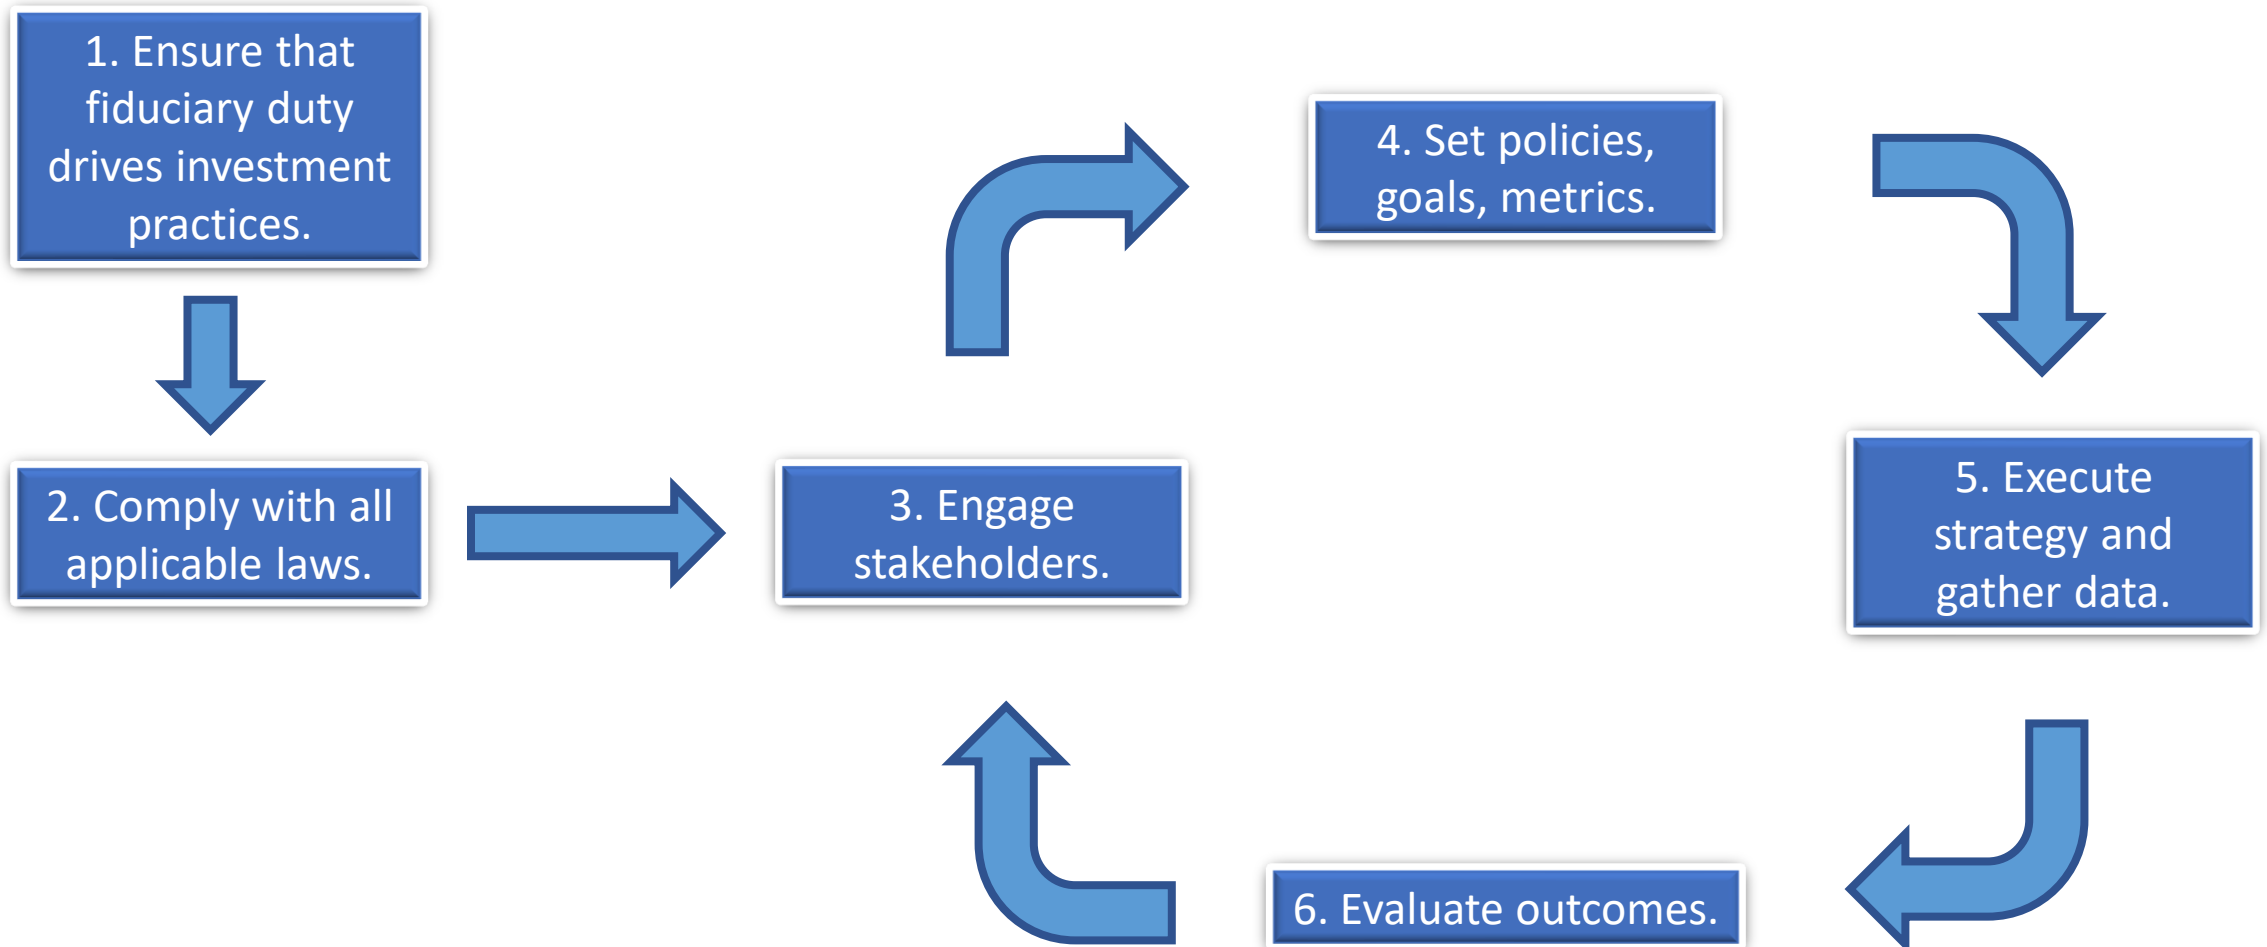 1. Ensure that
fiduciary duty
drives investment
practices.
2. Comply with all
applicable laws.
3. Engage
stakeholders.
4. Set policies,
goals, metrics.
5. Execute
strategy and
gather data.
6. Evaluate outcomes.